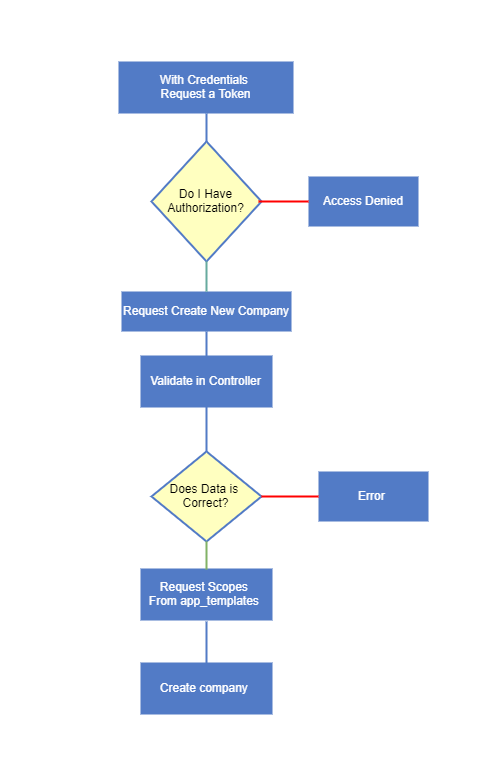 With Credentials
Request a Token
Do I Have
Authorization?
Access Denied
Request Create New Company
Validate in Controller
Does Data is
Correct?
Error
Request Scopes
From app_templates
Create company